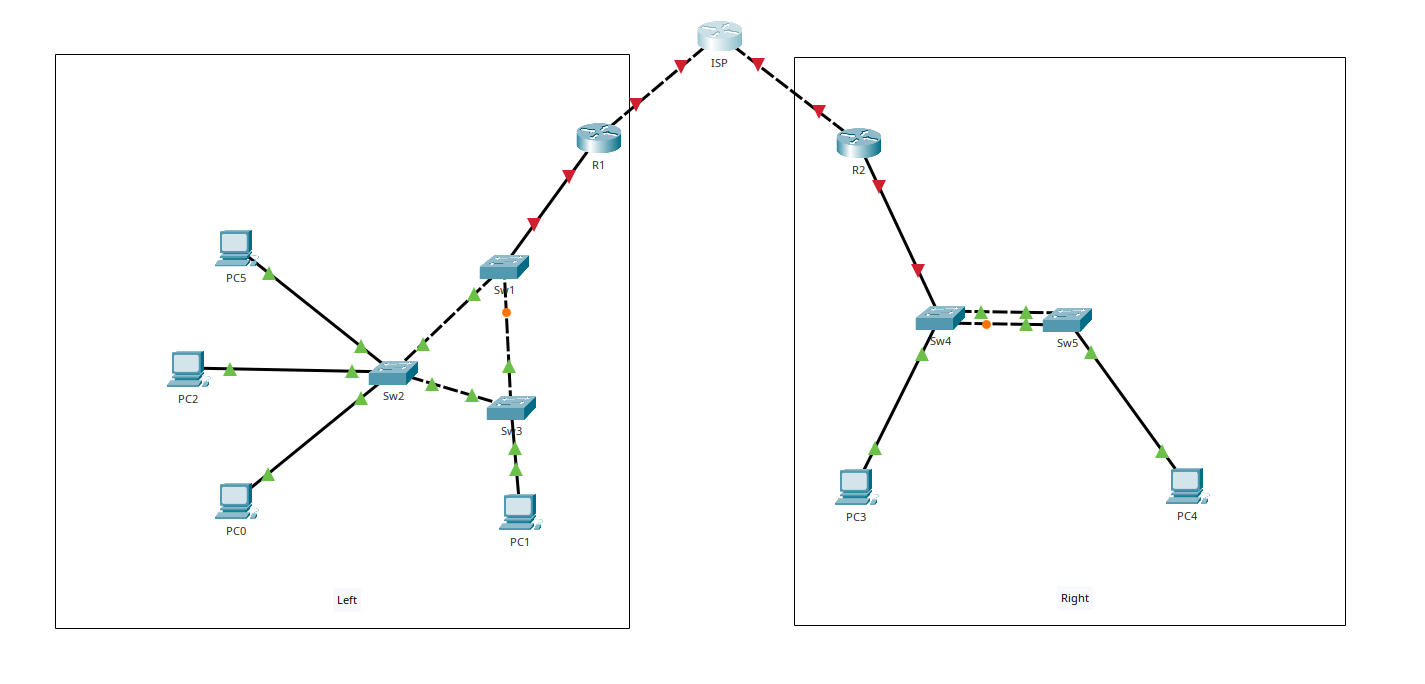 ISP
R1
R2
PC5
Sw1
Sw4
Sw5
PC2
Sw2
Sw3
PC0
PC1
PC3
PC4
Left
Right